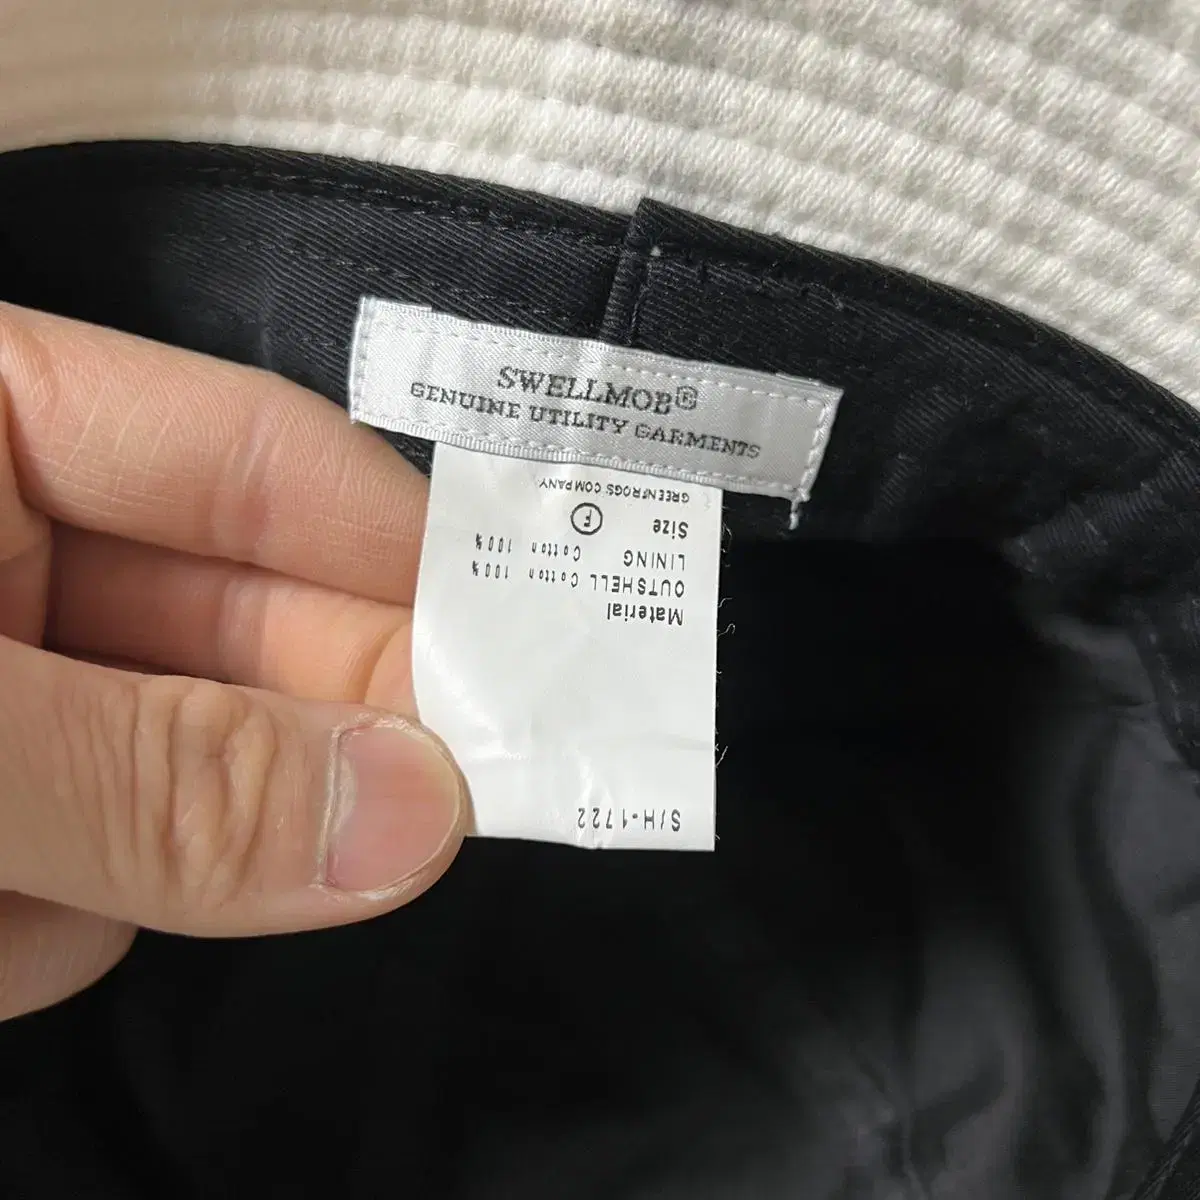 SWELLMOB®
GENUINE UTILITY GARMENTS
S/H-1722
Material
OUTSHELL Cotton 100%
LINING Cotton 100%
Size F
GREENFROGS COMPANY